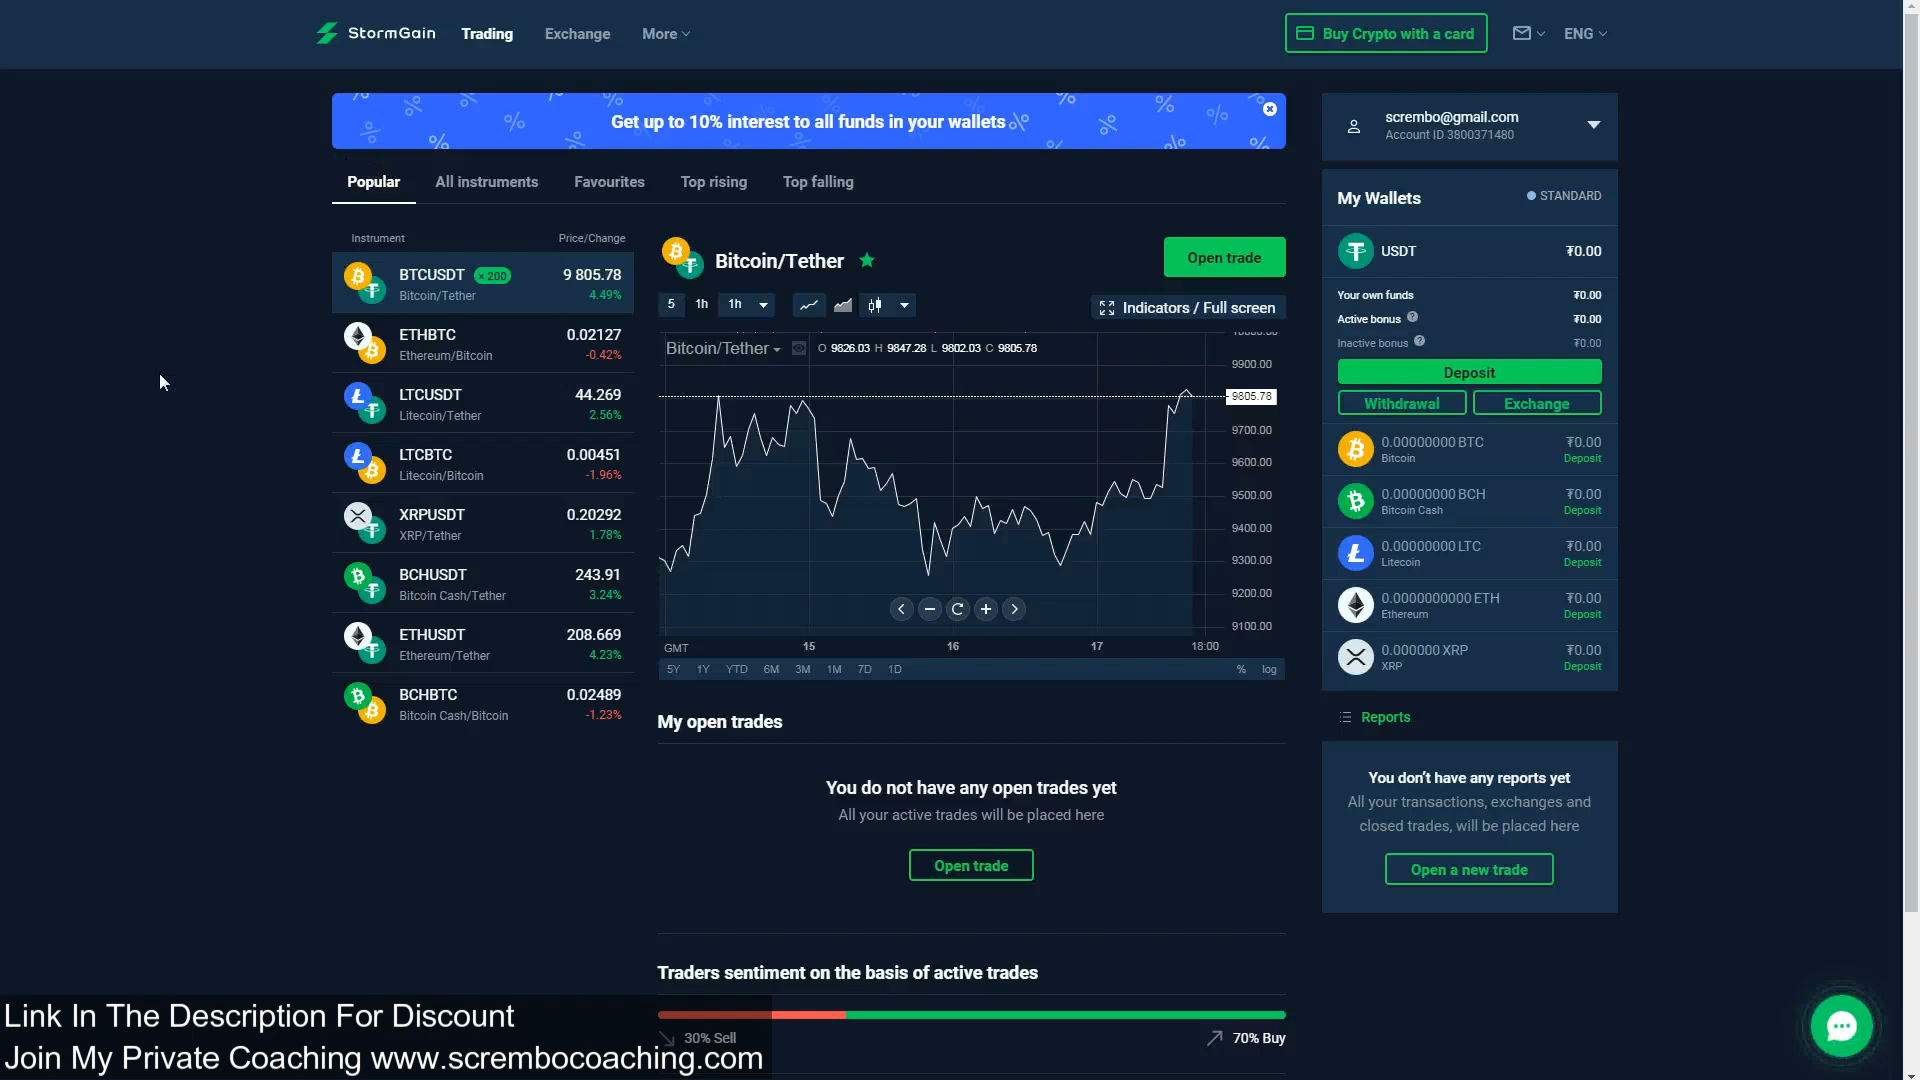 StormGain
Trading
Exchange
More
Buy Crypto with a card
ENG
Get up to 10% interest to all funds in your wallets
scrembo@gmail.com
Account ID 3800371480
Popular
All instruments
Favourites
Top rising
Top falling
Instrument
Price/Change
BTCUSDT ×200 9 805.78
Bitcoin/Tether 4.49%
ETHBTC 0.02127
Ethereum/Bitcoin -0.42%
LTCUSDT 44.269
Litecoin/Tether 2.56%
LTCBTC 0.00451
Litecoin/Bitcoin -1.96%
XRPUSDT 0.20292
XRP/Tether 1.78%
BCHUSDT 243.91
Bitcoin Cash/Tether 3.24%
ETHUSDT 208.669
Ethereum/Tether 4.23%
BCHBTC 0.02489
Bitcoin Cash/Bitcoin -1.23%
Bitcoin/Tether
Open trade
5 1h 1h
Indicators / Full screen
Bitcoin/Tether O 9826.03 H 9847.28 L 9802.03 C 9805.78
10000.00
9900.00
9805.78
9700.00
9600.00
9500.00
9400.00
9300.00
9200.00
9100.00
GMT 15 16 17 18:00
5Y 1Y YTD 6M 3M 1M 7D 1D % log
My open trades
You do not have any open trades yet
All your active trades will be placed here
Open trade
Traders sentiment on the basis of active trades
30% Sell
70% Buy
My Wallets
STANDARD
USDT ₮0.00
Your own funds ₮0.00
Active bonus ? ₮0.00
Inactive bonus ? ₮0.00
Deposit
Withdrawal
Exchange
0.00000000 BTC ₮0.00
Bitcoin Deposit
0.00000000 BCH ₮0.00
Bitcoin Cash Deposit
0.00000000 LTC ₮0.00
Litecoin Deposit
0.0000000000 ETH ₮0.00
Ethereum Deposit
0.000000 XRP ₮0.00
XRP Deposit
Reports
You don't have any reports yet
All your transactions, exchanges and
closed trades, will be placed here
Open a new trade
Link In The Description For Discount
Join My Private Coaching www.scrembocoaching.com